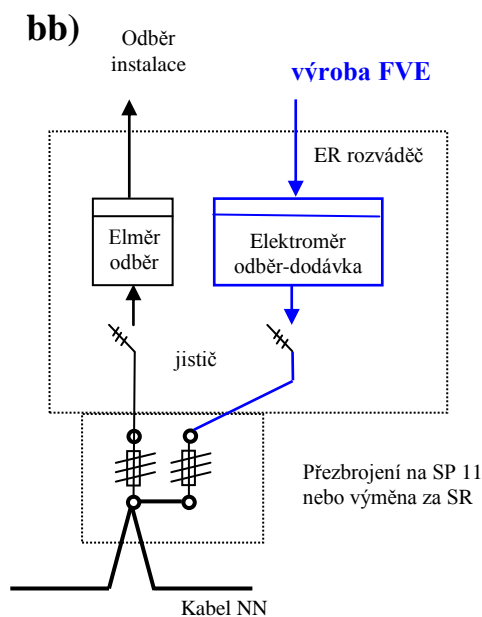 bb)
Odběr
instalace
výroba FVE
ER rozváděč
Elměr
odběr
Elektroměr
odběr-dodávka
jistič
Přezbrojení na SP 11
nebo výměna za SR
Kabel NN